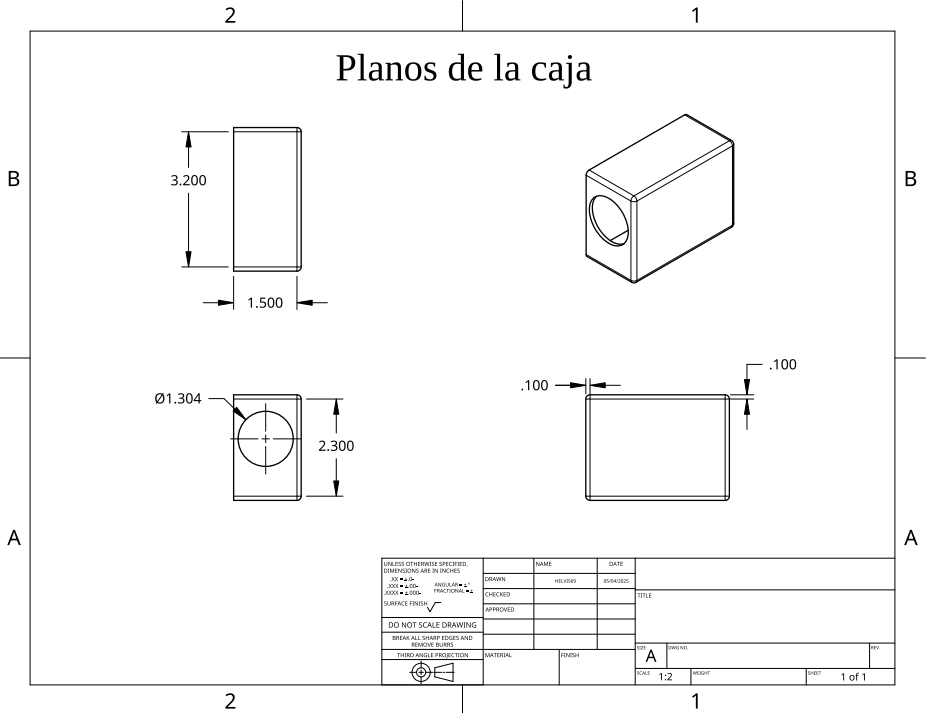 2
1
Planos de la caja
B
B
3.200
1.500
.100
.100
Ø1.304
2.300
A
A
UNLESS OTHERWISE SPECIFIED,
DIMENSIONS ARE IN INCHES
.XX = ±.0-
.XXX = ±.00-
.XXXX = ±.000-
ANGULAR = ± °
FRACTIONAL = ±
SURFACE FINISH
DO NOT SCALE DRAWING
BREAK ALL SHARP EDGES AND
REMOVE BURRS
THIRD ANGLE PROJECTION
NAME
DATE
DRAWN
05/04/2025
CHECKED
APPROVED
MATERIAL
FINISH
TITLE
SIZE
A
DWG NO.
REV.
SCALE
1:2
WEIGHT
SHEET
1 of 1
2
1